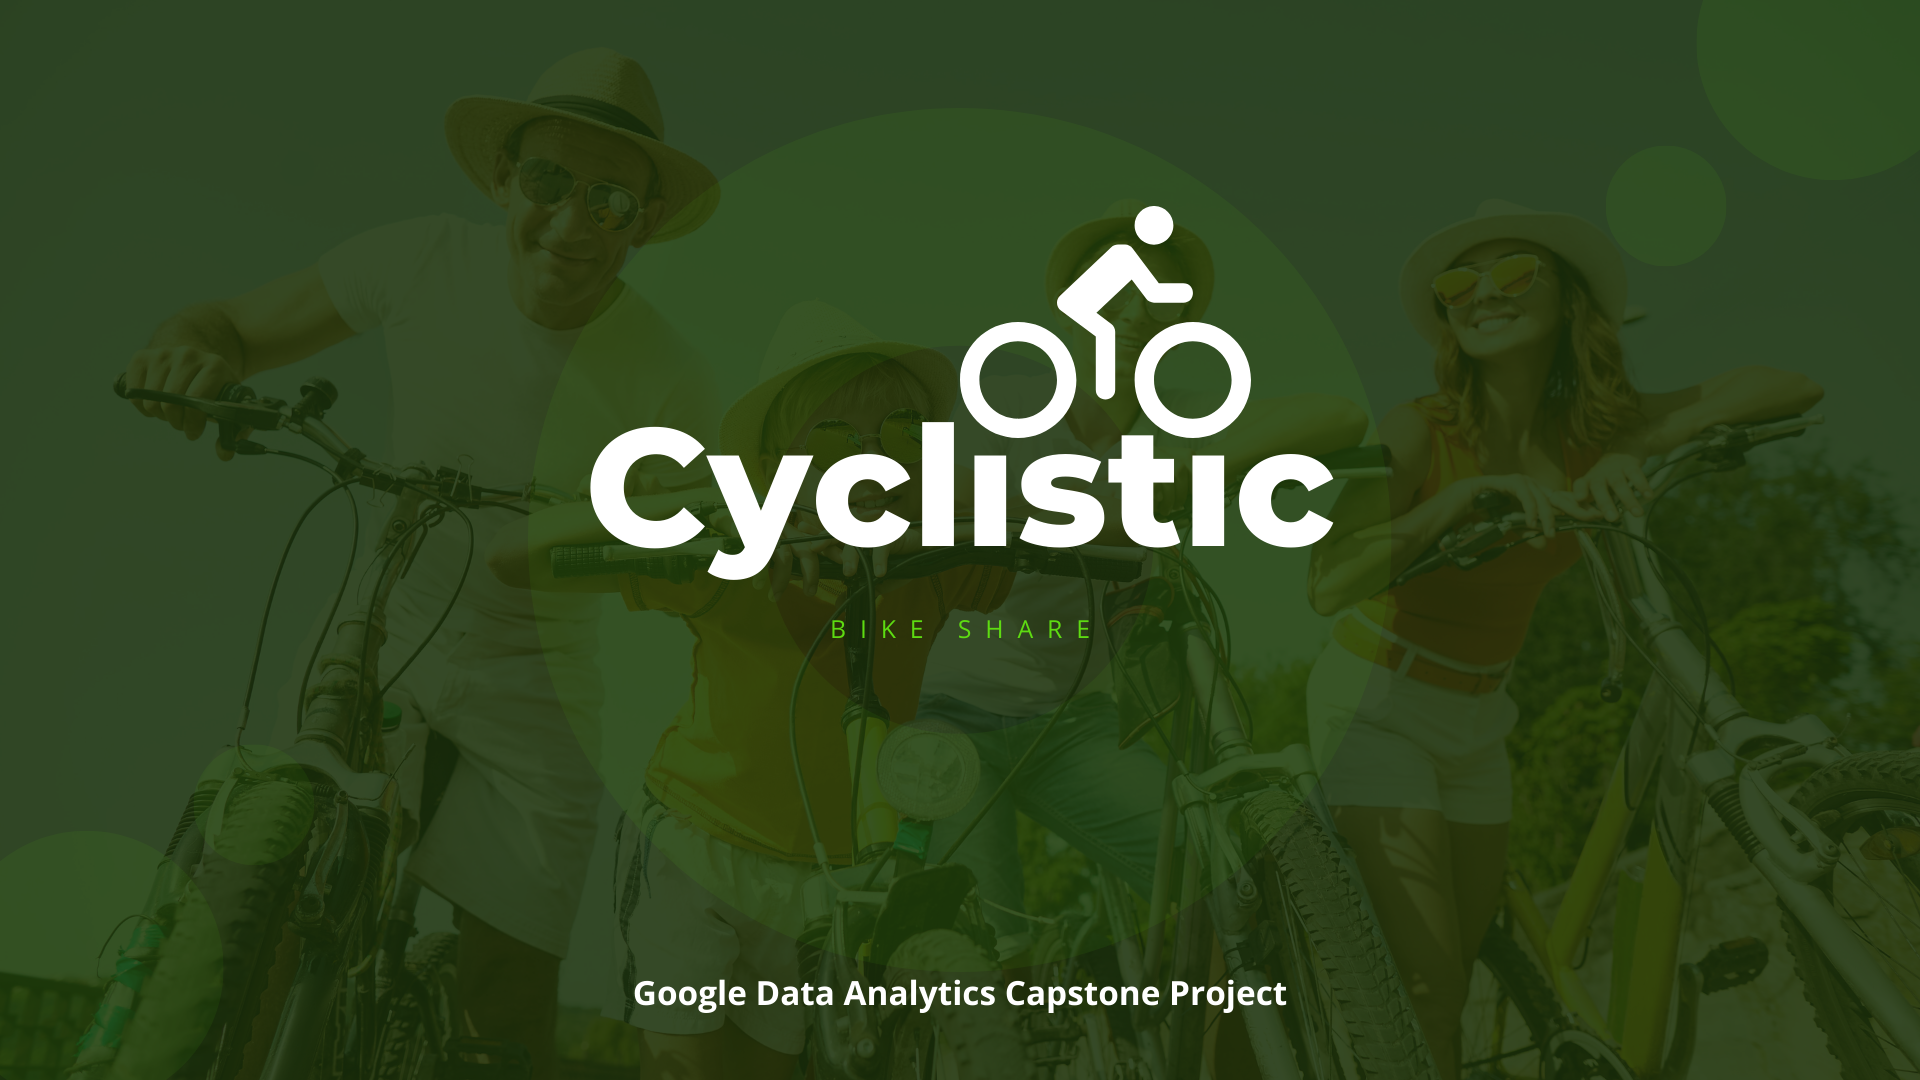 Cyclistic
BIKE SHARE
Google Data Analytics Capstone Project